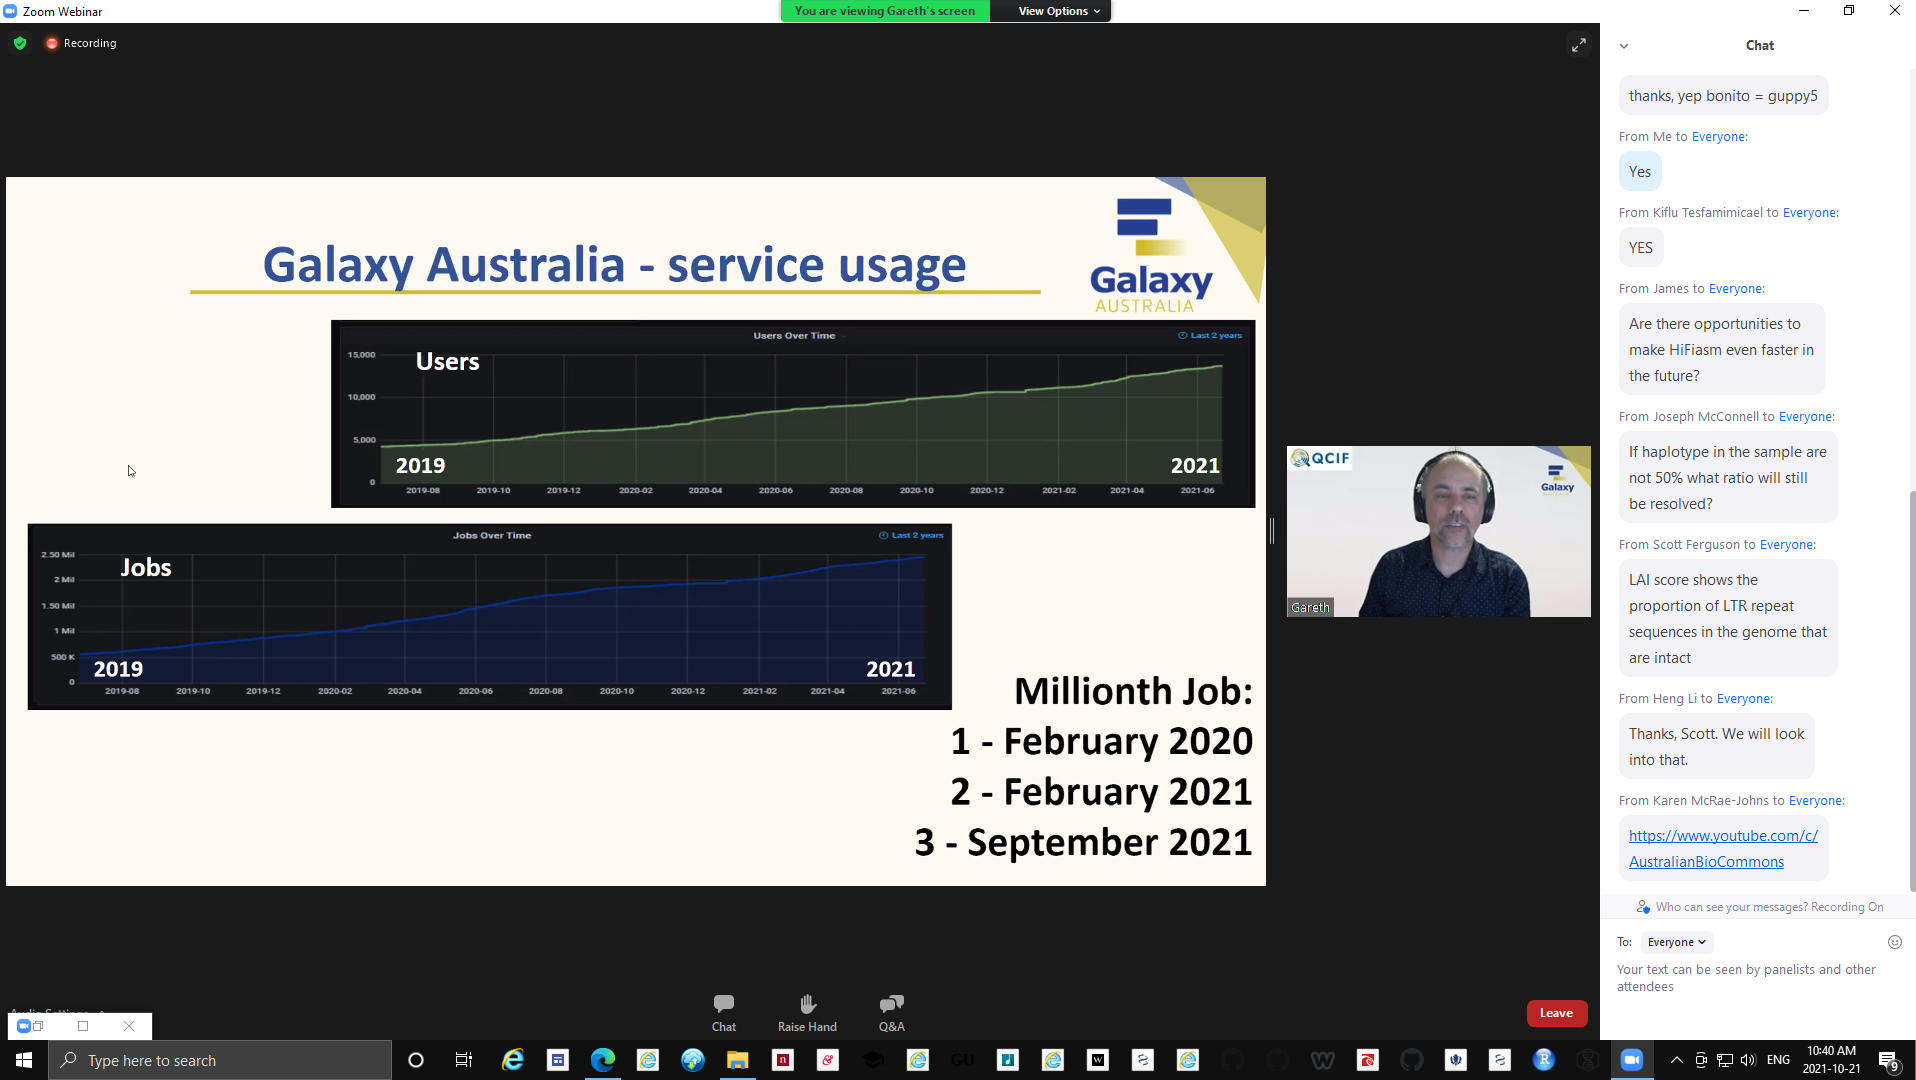 Zoom Webinar
You are viewing Gareth's screen
View Options
Recording
Galaxy Australia - service usage
Galaxy
AUSTRALIA
Users Over Time
Last 2 years
Users
15,000
10,000
5,000
0
2019
2021
2019-08 2019-10 2019-12 2020-02 2020-04 2020-06 2020-08 2020-10 2020-12 2021-02 2021-04 2021-06
Jobs Over Time
Last 2 years
Jobs
2.50 Mil
2 Mil
1.50 Mil
1 Mil
500 K
0
2019
2021
2019-08 2019-10 2019-12 2020-02 2020-04 2020-06 2020-08 2020-10 2020-12 2021-02 2021-04 2021-06
Millionth Job:
1 - February 2020
2 - February 2021
3 - September 2021
QCIF
Galaxy
Gareth
Chat
thanks, yep bonito = guppy5
From Me to Everyone:
Yes
From Kiflu Tesfamimicael to Everyone:
YES
From James to Everyone:
Are there opportunities to
make HiFiasm even faster in
the future?
From Joseph McConnell to Everyone:
If haplotype in the sample are
not 50% what ratio will still
be resolved?
From Scott Ferguson to Everyone:
LAI score shows the
proportion of LTR repeat
sequences in the genome that
are intact
From Heng Li to Everyone:
Thanks, Scott. We will look
into that.
From Karen McRae-Johns to Everyone:
https://www.youtube.com/c/
AustralianBioCommons
Who can see your messages? Recording On
To: Everyone
Your text can be seen by panelists and other
attendees
Chat
Raise Hand
Q&A
Leave
Type here to search
GU
ENG
10:40 AM
2021-10-21
9